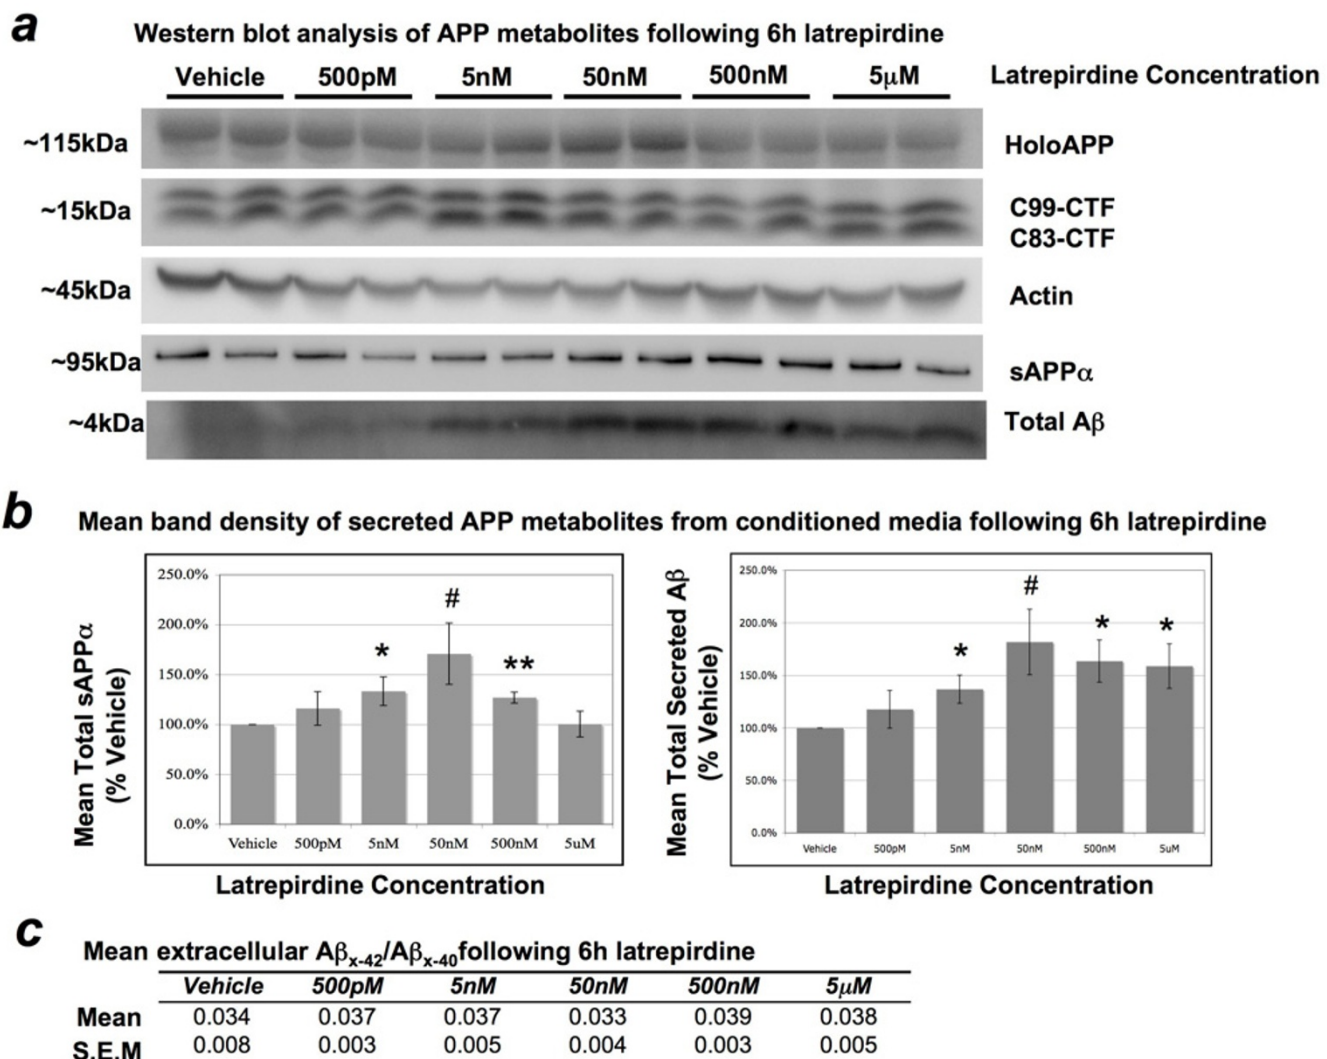 a
Western blot analysis of APP metabolites following 6h latrepirdine
Vehicle 500pM 5nM 50nM 500nM 5μM Latrepirdine Concentration
~115kDa HoloAPP
~15kDa C99-CTF
C83-CTF
~45kDa Actin
~95kDa sAPPα
~4kDa Total Aβ
b
Mean band density of secreted APP metabolites from conditioned media following 6h latrepirdine
Mean Total sAPPα
(% Vehicle)
250.0%
200.0%
150.0%
100.0%
50.0%
0.0%
* # **
Vehicle 500pM 5nM 50nM 500nM 5uM
Latrepirdine Concentration
Mean Total Secreted Aβ
(% Vehicle)
250.0%
200.0%
150.0%
100.0%
50.0%
0.0%
* # * *
Vehicle 500pM 5nM 50nM 500nM 5uM
Latrepirdine Concentration
c
Mean extracellular Aβx-42/Aβx-40following 6h latrepirdine
Vehicle 500pM 5nM 50nM 500nM 5μM
Mean 0.034 0.037 0.037 0.033 0.039 0.038
S.E.M 0.008 0.003 0.005 0.004 0.003 0.005